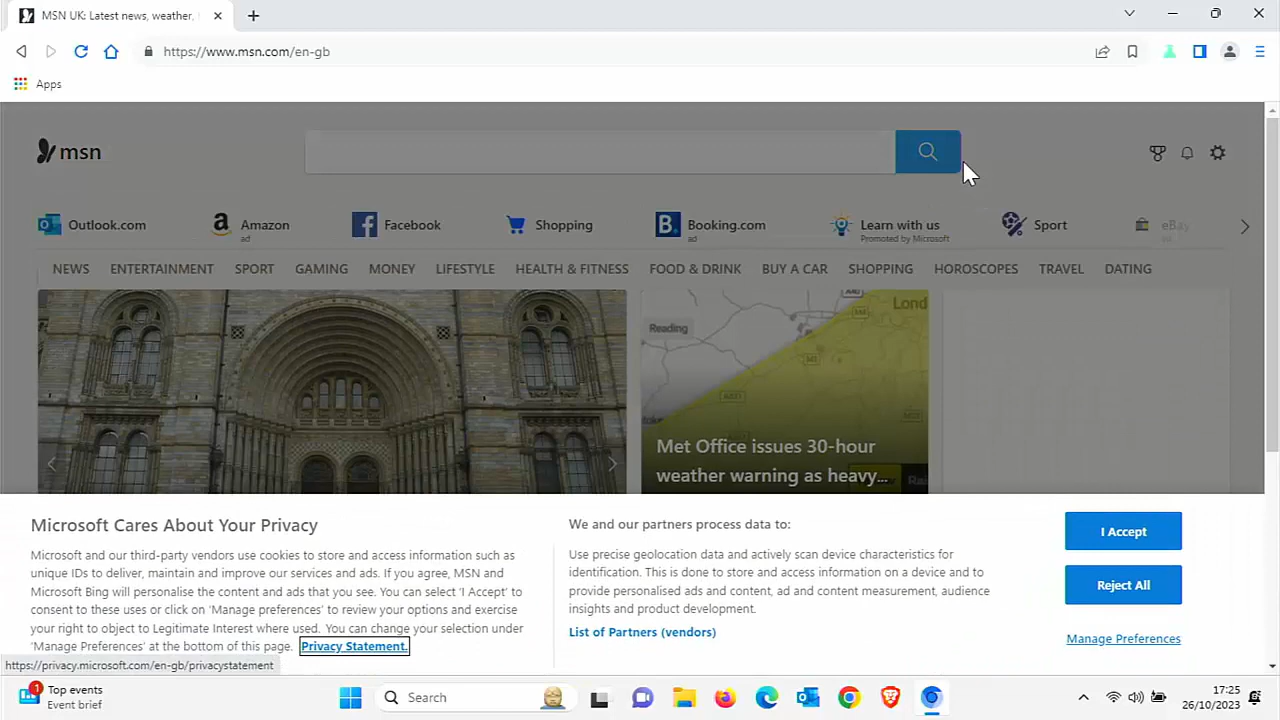 MSN UK: Latest news, weather,
https://www.msn.com/en-gb
Apps
msn
Outlook.com
Amazon
ad
Facebook
Shopping
Booking.com
ad
Learn with us
Promoted by Microsoft
Sport
eBay
NEWS ENTERTAINMENT SPORT GAMING MONEY LIFESTYLE HEALTH & FITNESS FOOD & DRINK BUY A CAR SHOPPING HOROSCOPES TRAVEL DATING
Reading
Lond
Met Office issues 30-hour
weather warning as heavy...
Microsoft Cares About Your Privacy
Microsoft and our third-party vendors use cookies to store and access information such as
unique IDs to deliver, maintain and improve our services and ads. If you agree, MSN and
Microsoft Bing will personalise the content and ads that you see. You can select 'I Accept' to
consent to these uses or click on 'Manage preferences' to review your options and exercise
your right to object to Legitimate Interest where used. You can change your selection under
'Manage Preferences' at the bottom of this page. Privacy Statement.
We and our partners process data to:
Use precise geolocation data and actively scan device characteristics for
identification. This is done to store and access information on a device and to
provide personalised ads and content, ad and content measurement, audience
insights and product development.
List of Partners (vendors)
I Accept
Reject All
Manage Preferences
https://privacy.microsoft.com/en-gb/privacystatement
1
Top events
Event brief
Search
17:25
26/10/2023